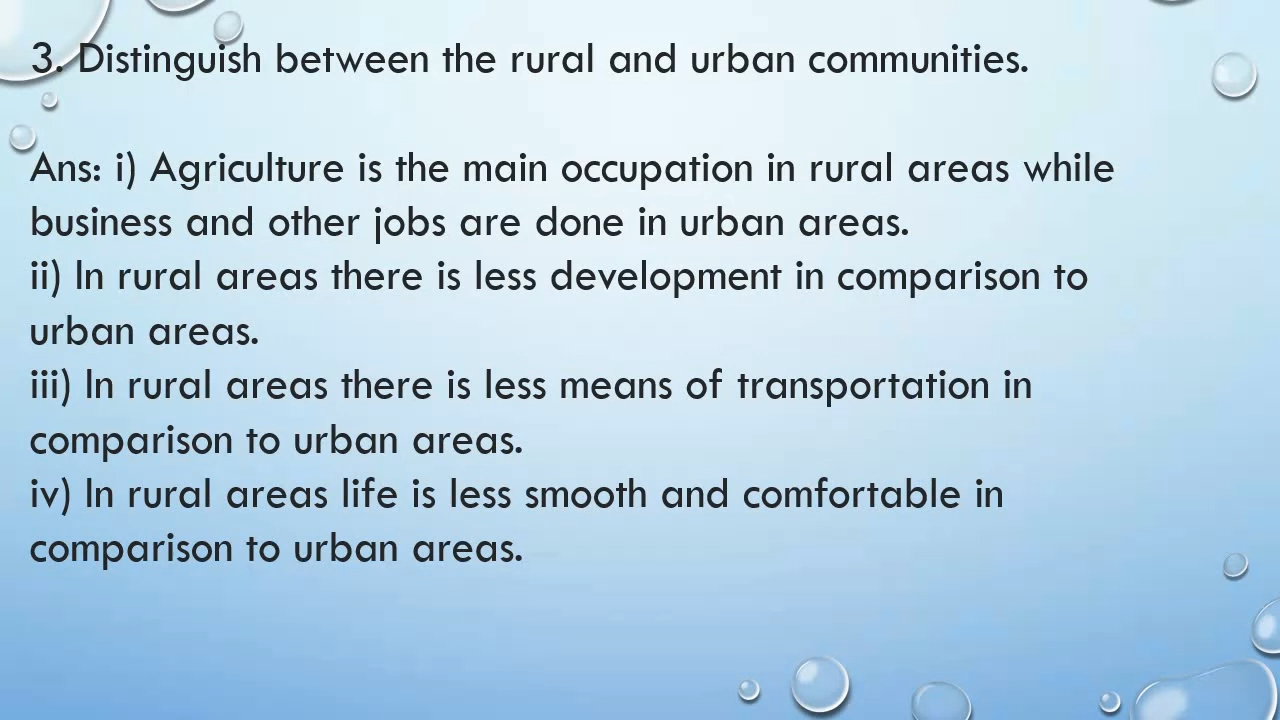 3. Distinguish between the rural and urban communities.
Ans: i) Agriculture is the main occupation in rural areas while
business and other jobs are done in urban areas.
ii) In rural areas there is less development in comparison to
urban areas.
iii) In rural areas there is less means of transportation in
comparison to urban areas.
iv) In rural areas life is less smooth and comfortable in
comparison to urban areas.